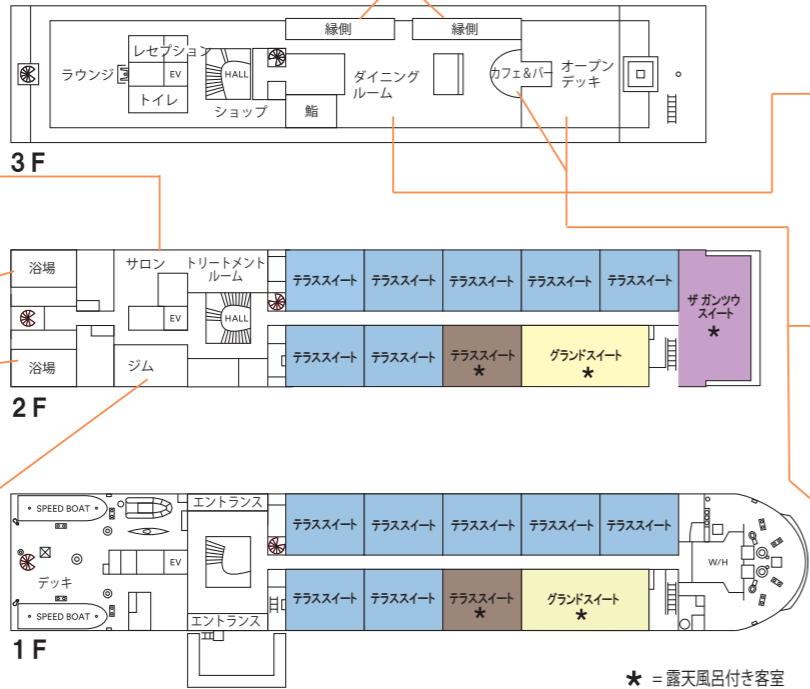 縁側
縁側
レセプション
ラウンジ
EV
HALL
ダイニング
ルーム
カフェ&バー
オープン
デッキ
トイレ
ショップ
鮨
3F
浴場
サロン
トリートメント
ルーム
EV
HALL
テラススイート
テラススイート
テラススイート
テラススイート
テラススイート
ザ ガンツウ
スイート
★
浴場
ジム
テラススイート
テラススイート
テラススイート
★
グランドスイート
★
2F
SPEED BOAT
エントランス
テラススイート
テラススイート
テラススイート
テラススイート
テラススイート
EV
W/H
デッキ
SPEED BOAT
エントランス
テラススイート
テラススイート
テラススイート
★
グランドスイート
★
1F
★ =露天風呂付き客室